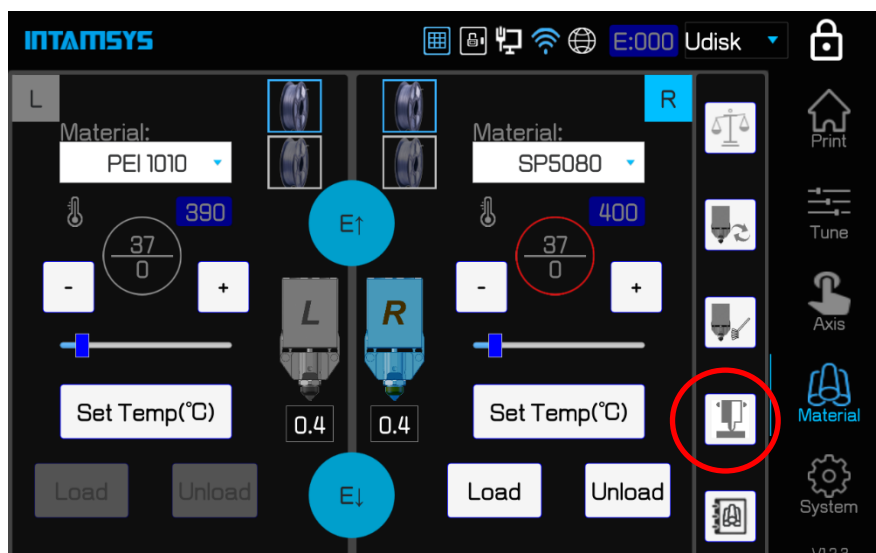 INTAMSYS
E:000 Udisk
L
R
Material:
PEI 1010
Material:
SP5080
Print
390
E↑
400
Tune
37
0
37
0
-
+
-
+
L
R
Axis
Set Temp(℃)
0.4
0.4
Set Temp(℃)
Material
Load
Unload
E↓
Load
Unload
System